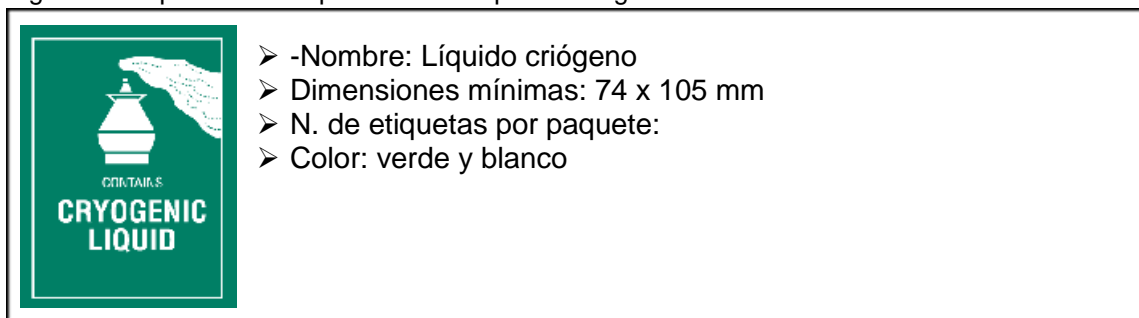 CONTAINS
CRYOGENIC
LIQUID
➢ -Nombre: Líquido criógeno
➢ Dimensiones mínimas: 74 x 105 mm
➢ N. de etiquetas por paquete:
➢ Color: verde y blanco